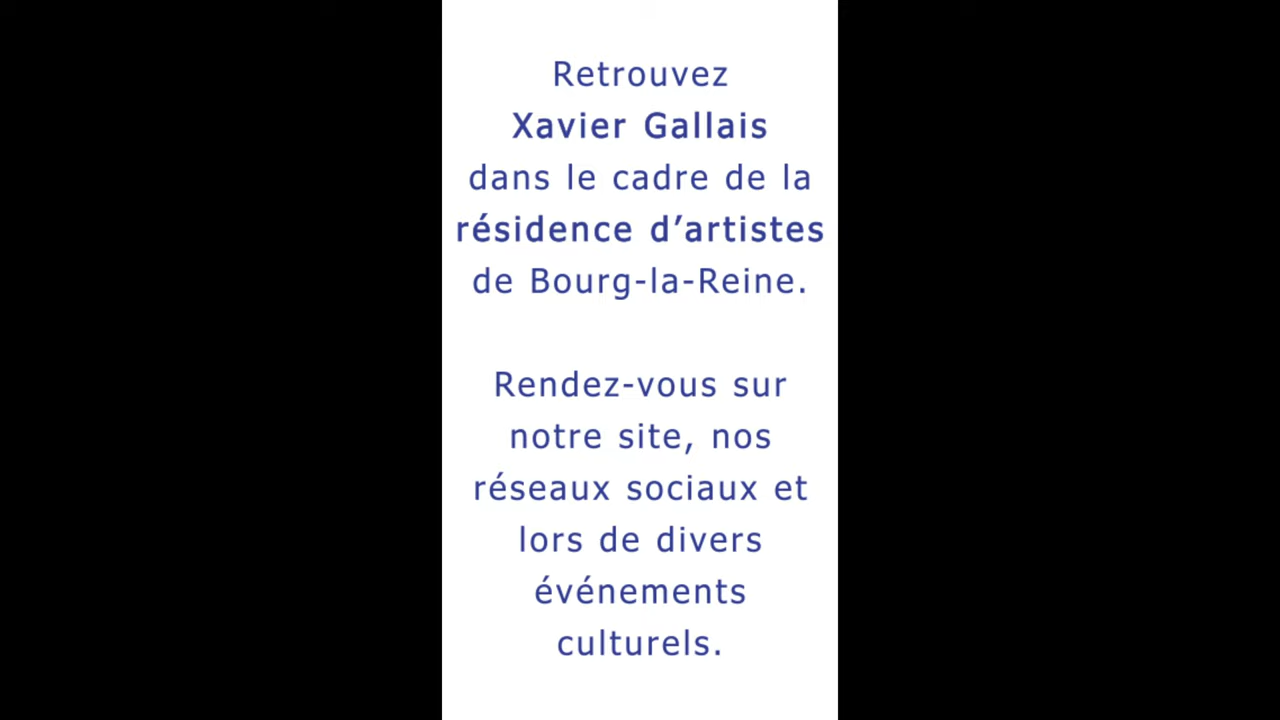 Retrouvez
Xavier Gallais
dans le cadre de la
résidence d’artistes
de Bourg-la-Reine.
Rendez-vous sur
notre site, nos
réseaux sociaux et
lors de divers
événements
culturels.